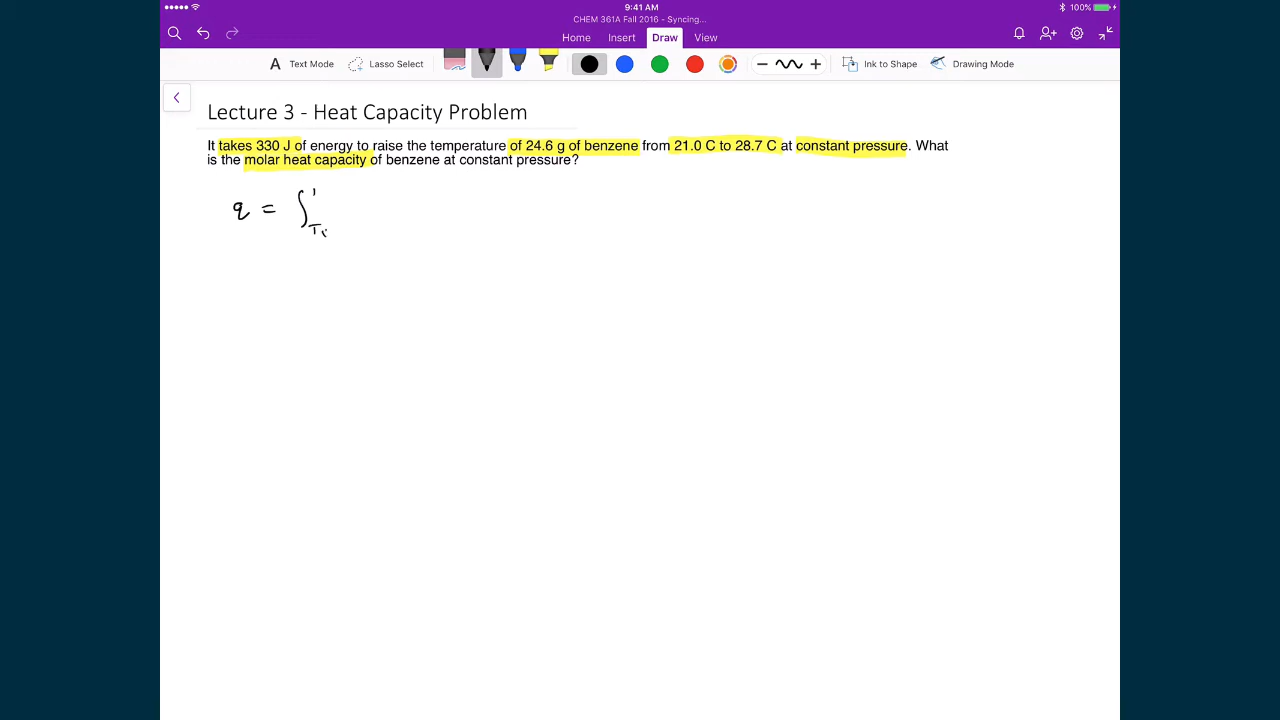 9:41 AM
100%
CHEM 361A Fall 2016 - Syncing...
Home Insert Draw View
A Text Mode Lasso Select Ink to Shape Drawing Mode
Lecture 3 - Heat Capacity Problem
It takes 330 J of energy to raise the temperature of 24.6 g of benzene from 21.0 C to 28.7 C at constant pressure. What
is the molar heat capacity of benzene at constant pressure?
q = ∫